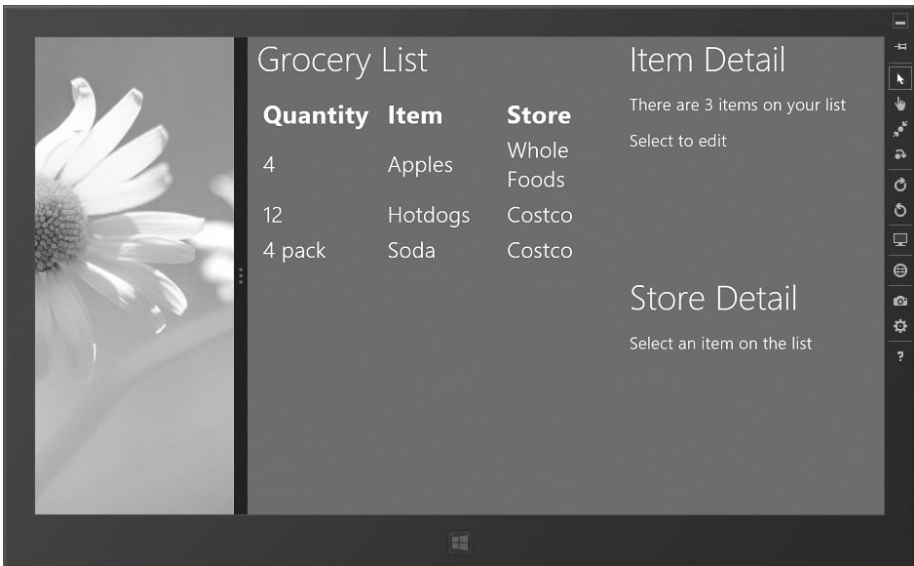 Grocery List
Quantity Item Store
4 Apples Whole
Foods
12 Hotdogs Costco
4 pack Soda Costco
Item Detail
There are 3 items on your list
Select to edit
Store Detail
Select an item on the list
?